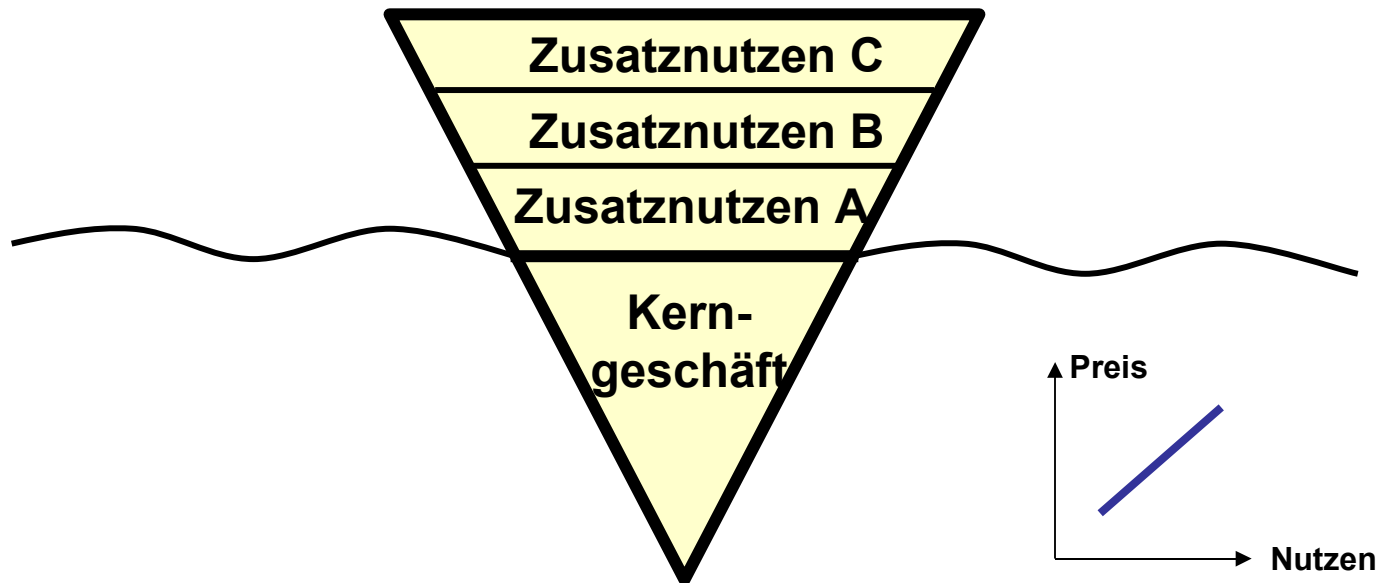 Zusatznutzen C
Zusatznutzen B
Zusatznutzen A
Kern-
geschäft
Preis
Nutzen